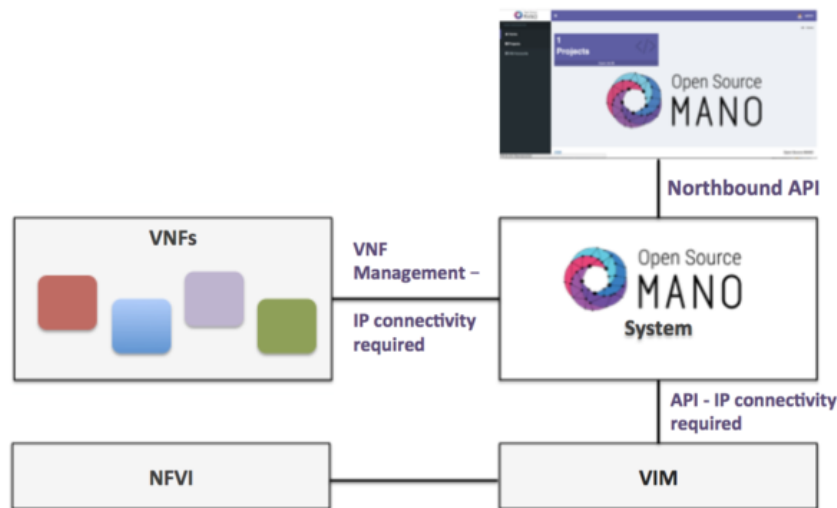 1
Projects
Open Source
MANO
Northbound API
VNFs
VNF
Management –
IP connectivity
required
Open Source
MANO
System
API - IP connectivity
required
NFVI
VIM